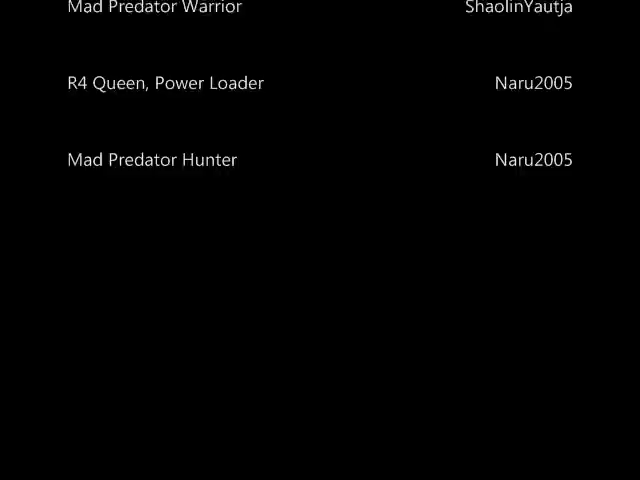 Mad Predator Warrior ShaolinYautja
R4 Queen, Power Loader Naru2005
Mad Predator Hunter Naru2005